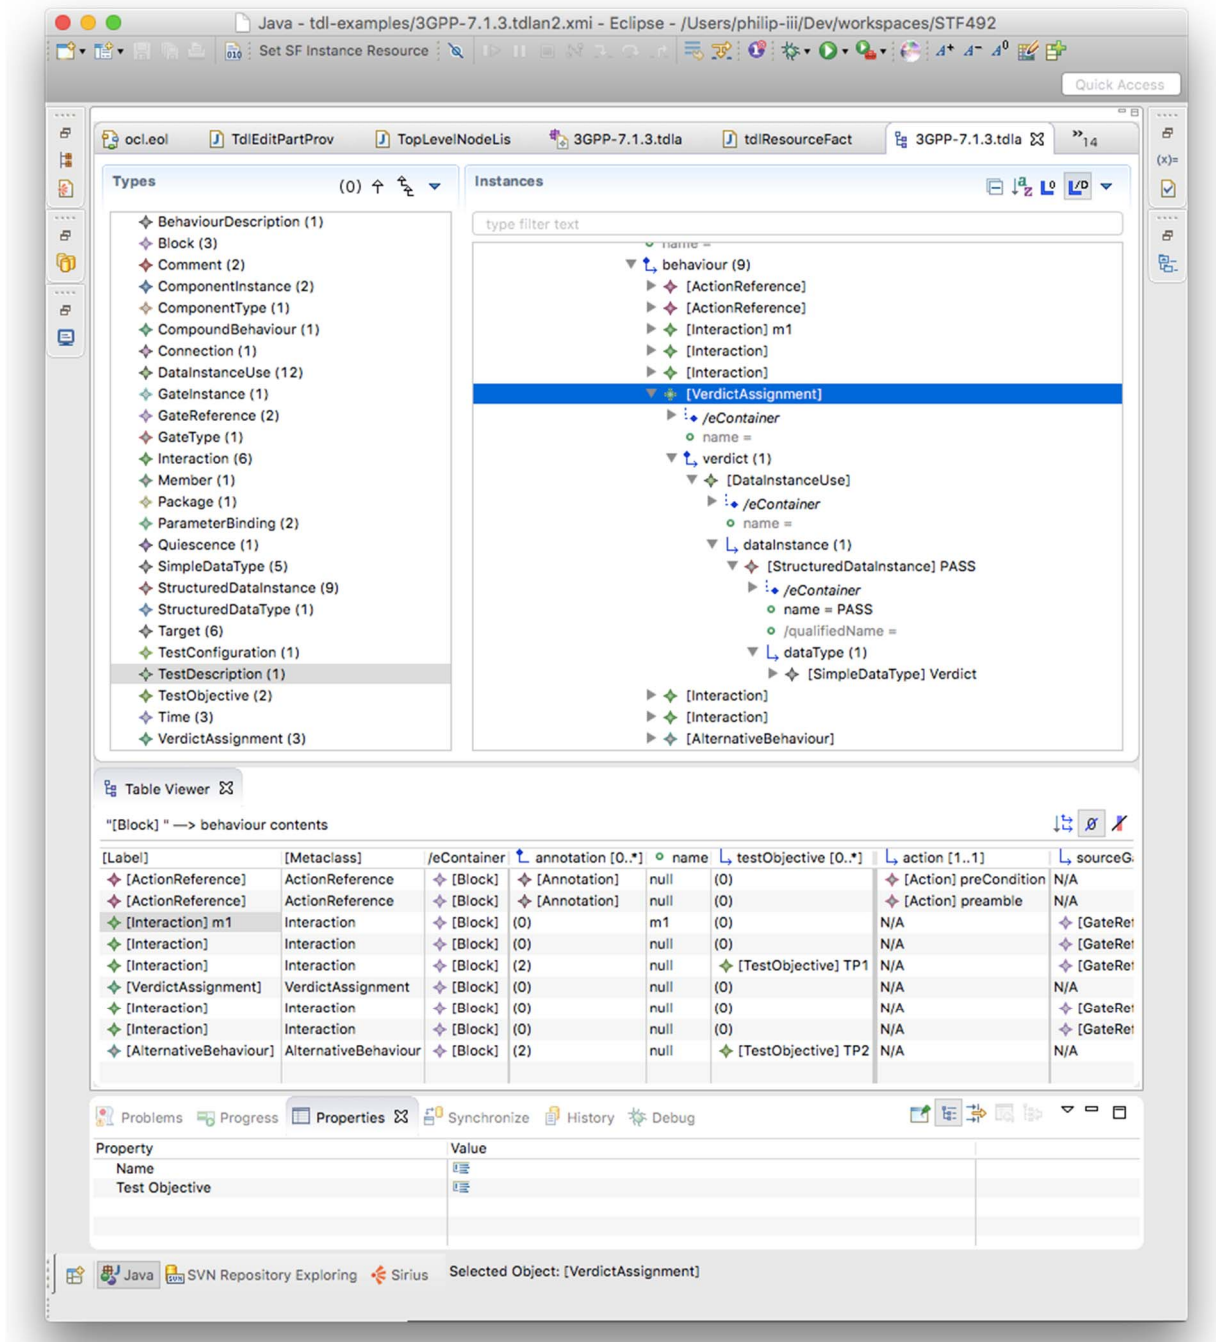 Java - tdl-examples/3GPP-7.1.3.tdlan2.xmi - Eclipse - /Users/philip-iii/Dev/workspaces/STF492
010 Set SF Instance Resource A+ A- A0
Quick Access
ocl.eol TdlEditPartProv TopLevelNodeLis 3GPP-7.1.3.tdla tdlResourceFact 3GPP-7.1.3.tdla »14
(x)=
Types (0)
BehaviourDescription (1)
Block (3)
Comment (2)
ComponentInstance (2)
ComponentType (1)
CompoundBehaviour (1)
Connection (1)
DataInstanceUse (12)
GateInstance (1)
GateReference (2)
GateType (1)
Interaction (6)
Member (1)
Package (1)
ParameterBinding (2)
Quiescence (1)
SimpleDataType (5)
StructuredDataInstance (9)
StructuredDataType (1)
Target (6)
TestConfiguration (1)
TestDescription (1)
TestObjective (2)
Time (3)
VerdictAssignment (3)
Instances
type filter text
name =
behaviour (9)
[ActionReference]
[ActionReference]
[Interaction] m1
[Interaction]
[Interaction]
[VerdictAssignment]
/eContainer
name =
verdict (1)
[DataInstanceUse]
/eContainer
name =
dataInstance (1)
[StructuredDataInstance] PASS
/eContainer
name = PASS
/qualifiedName =
dataType (1)
[SimpleDataType] Verdict
[Interaction]
[Interaction]
[AlternativeBehaviour]
Table Viewer
"[Block] " —> behaviour contents
[Label] [Metaclass] /eContainer annotation [0..*] name testObjective [0..*] action [1..1] sourceG
[ActionReference] ActionReference [Block] [Annotation] null (0) [Action] preCondition N/A
[ActionReference] ActionReference [Block] [Annotation] null (0) [Action] preamble N/A
[Interaction] m1 Interaction [Block] (0) m1 (0) N/A [GateRef
[Interaction] Interaction [Block] (0) null (0) N/A [GateRef
[Interaction] Interaction [Block] (2) null [TestObjective] TP1 N/A [GateRef
[VerdictAssignment] VerdictAssignment [Block] (0) null (0) N/A N/A
[Interaction] Interaction [Block] (0) null (0) N/A [GateRef
[Interaction] Interaction [Block] (0) null (0) N/A [GateRef
[AlternativeBehaviour] AlternativeBehaviour [Block] (2) null [TestObjective] TP2 N/A N/A
Problems Progress Properties Synchronize History Debug
Property Value
Name
Test Objective
Java SVN Repository Exploring Sirius Selected Object: [VerdictAssignment]